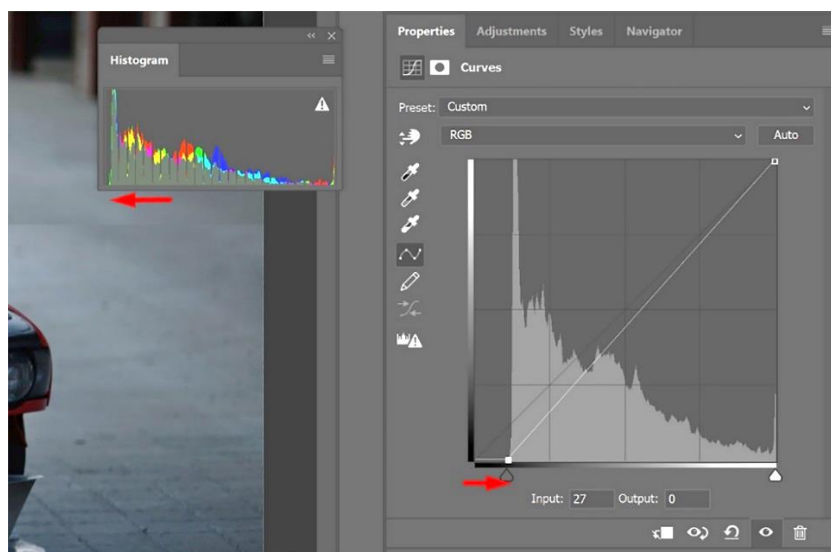 Histogram
Properties Adjustments Styles Navigator
Curves
Preset: Custom
RGB Auto
Input: 27 Output: 0